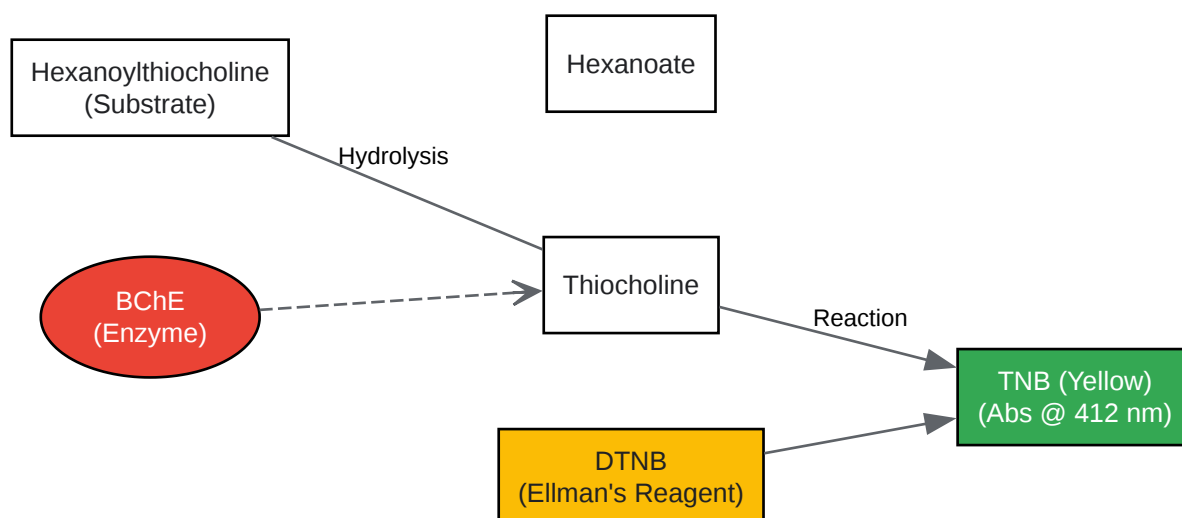 Hexanoylthiocholine
(Substrate)
Hexanoate
Hydrolysis
BChE
(Enzyme)
Thiocholine
Reaction
TNB (Yellow)
(Abs @ 412 nm)
DTNB
(Ellman's Reagent)